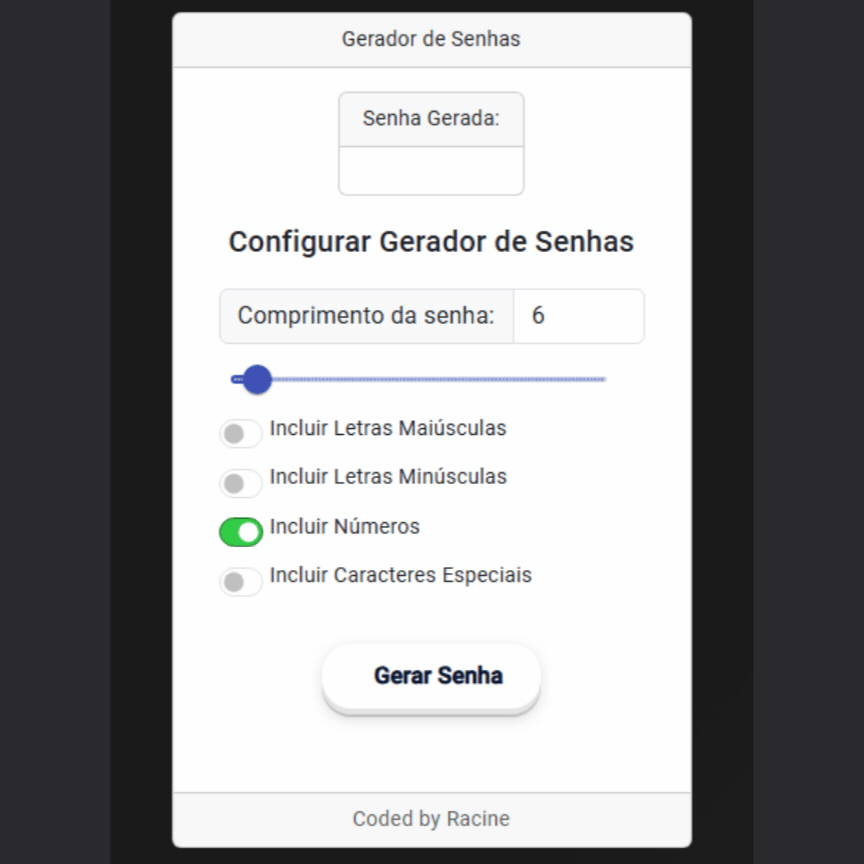 Gerador de Senhas
Senha Gerada:
Configurar Gerador de Senhas
Comprimento da senha: 6
Incluir Letras Maiúsculas
Incluir Letras Minúsculas
Incluir Números
Incluir Caracteres Especiais
Gerar Senha
Coded by Racine